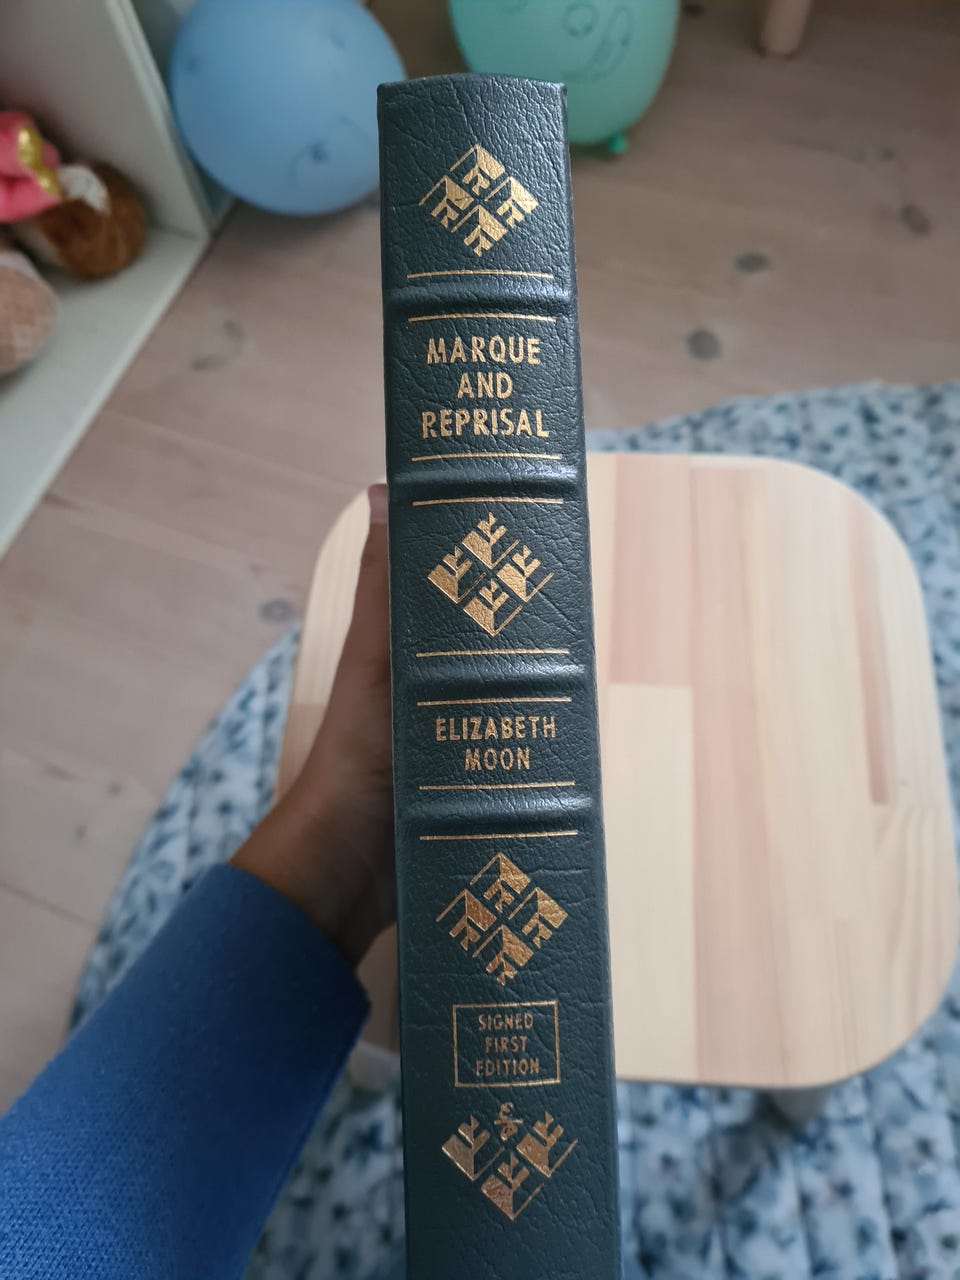 MARQUE
AND
REPRISAL
ELIZABETH
MOON
SIGNED
FIRST
EDITION